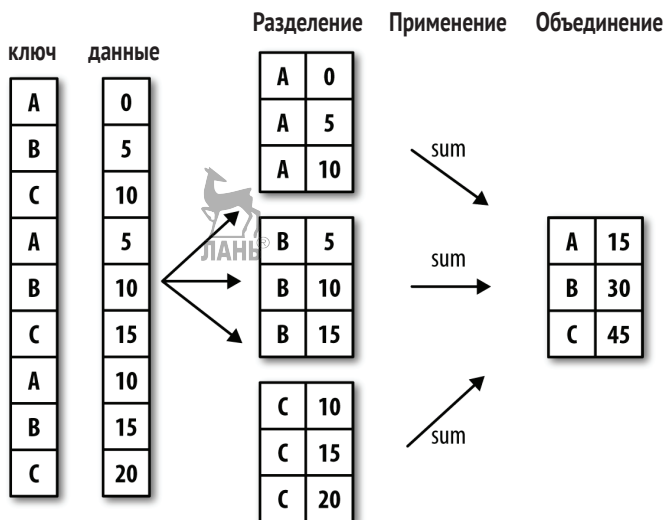 Разделение Применение Объединение
ключ данные
A 0
B 5
C 10
A 5
B 10
C 15
A 10
B 15
C 20
A 0
A 5
A 10
B 5
B 10
B 15
C 10
C 15
C 20
ЛАНЬ®
sum
sum
sum
A 15
B 30
C 45